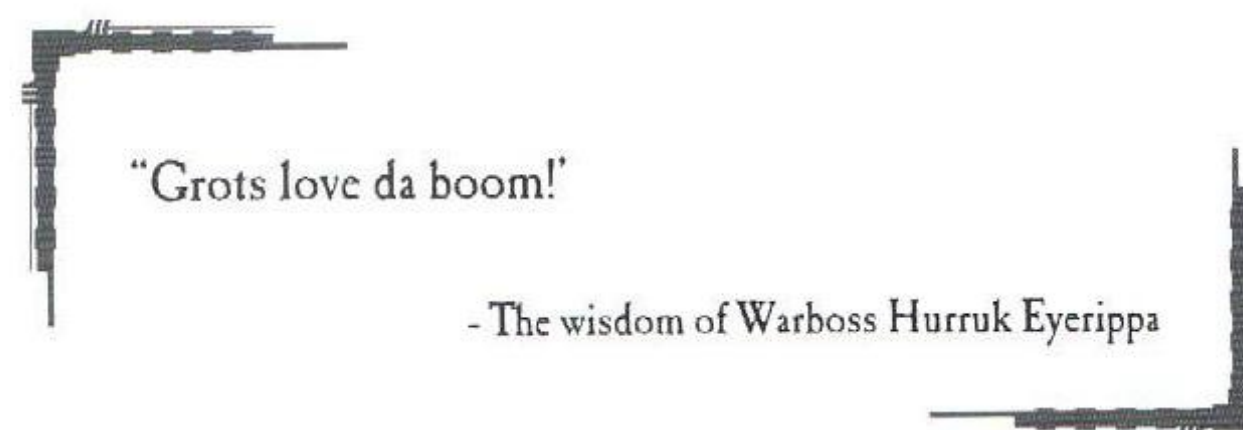 “Grots love da boom!’
- The wisdom of Warboss Hurruk Eyerippa